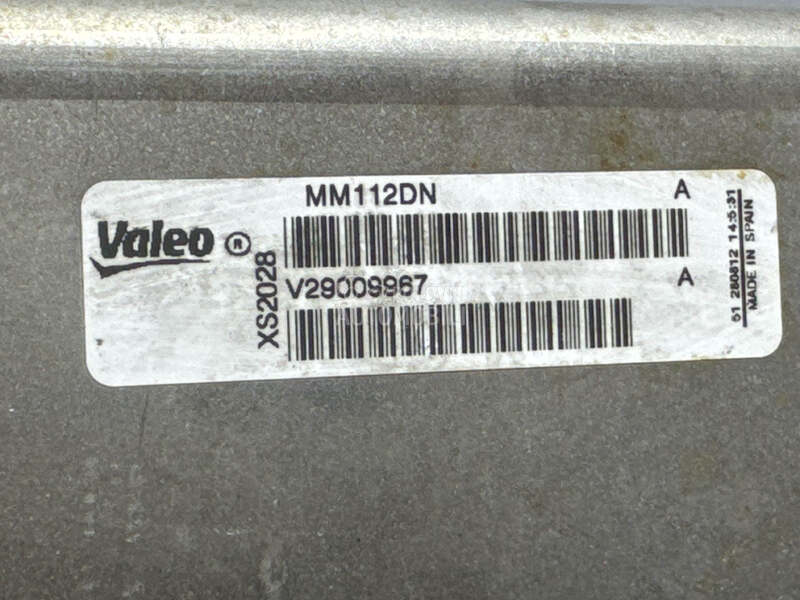 MM112DN A
Valeo ®
XS2028
V29009967 A
51 280812 14:5:31
MADE IN SPAIN